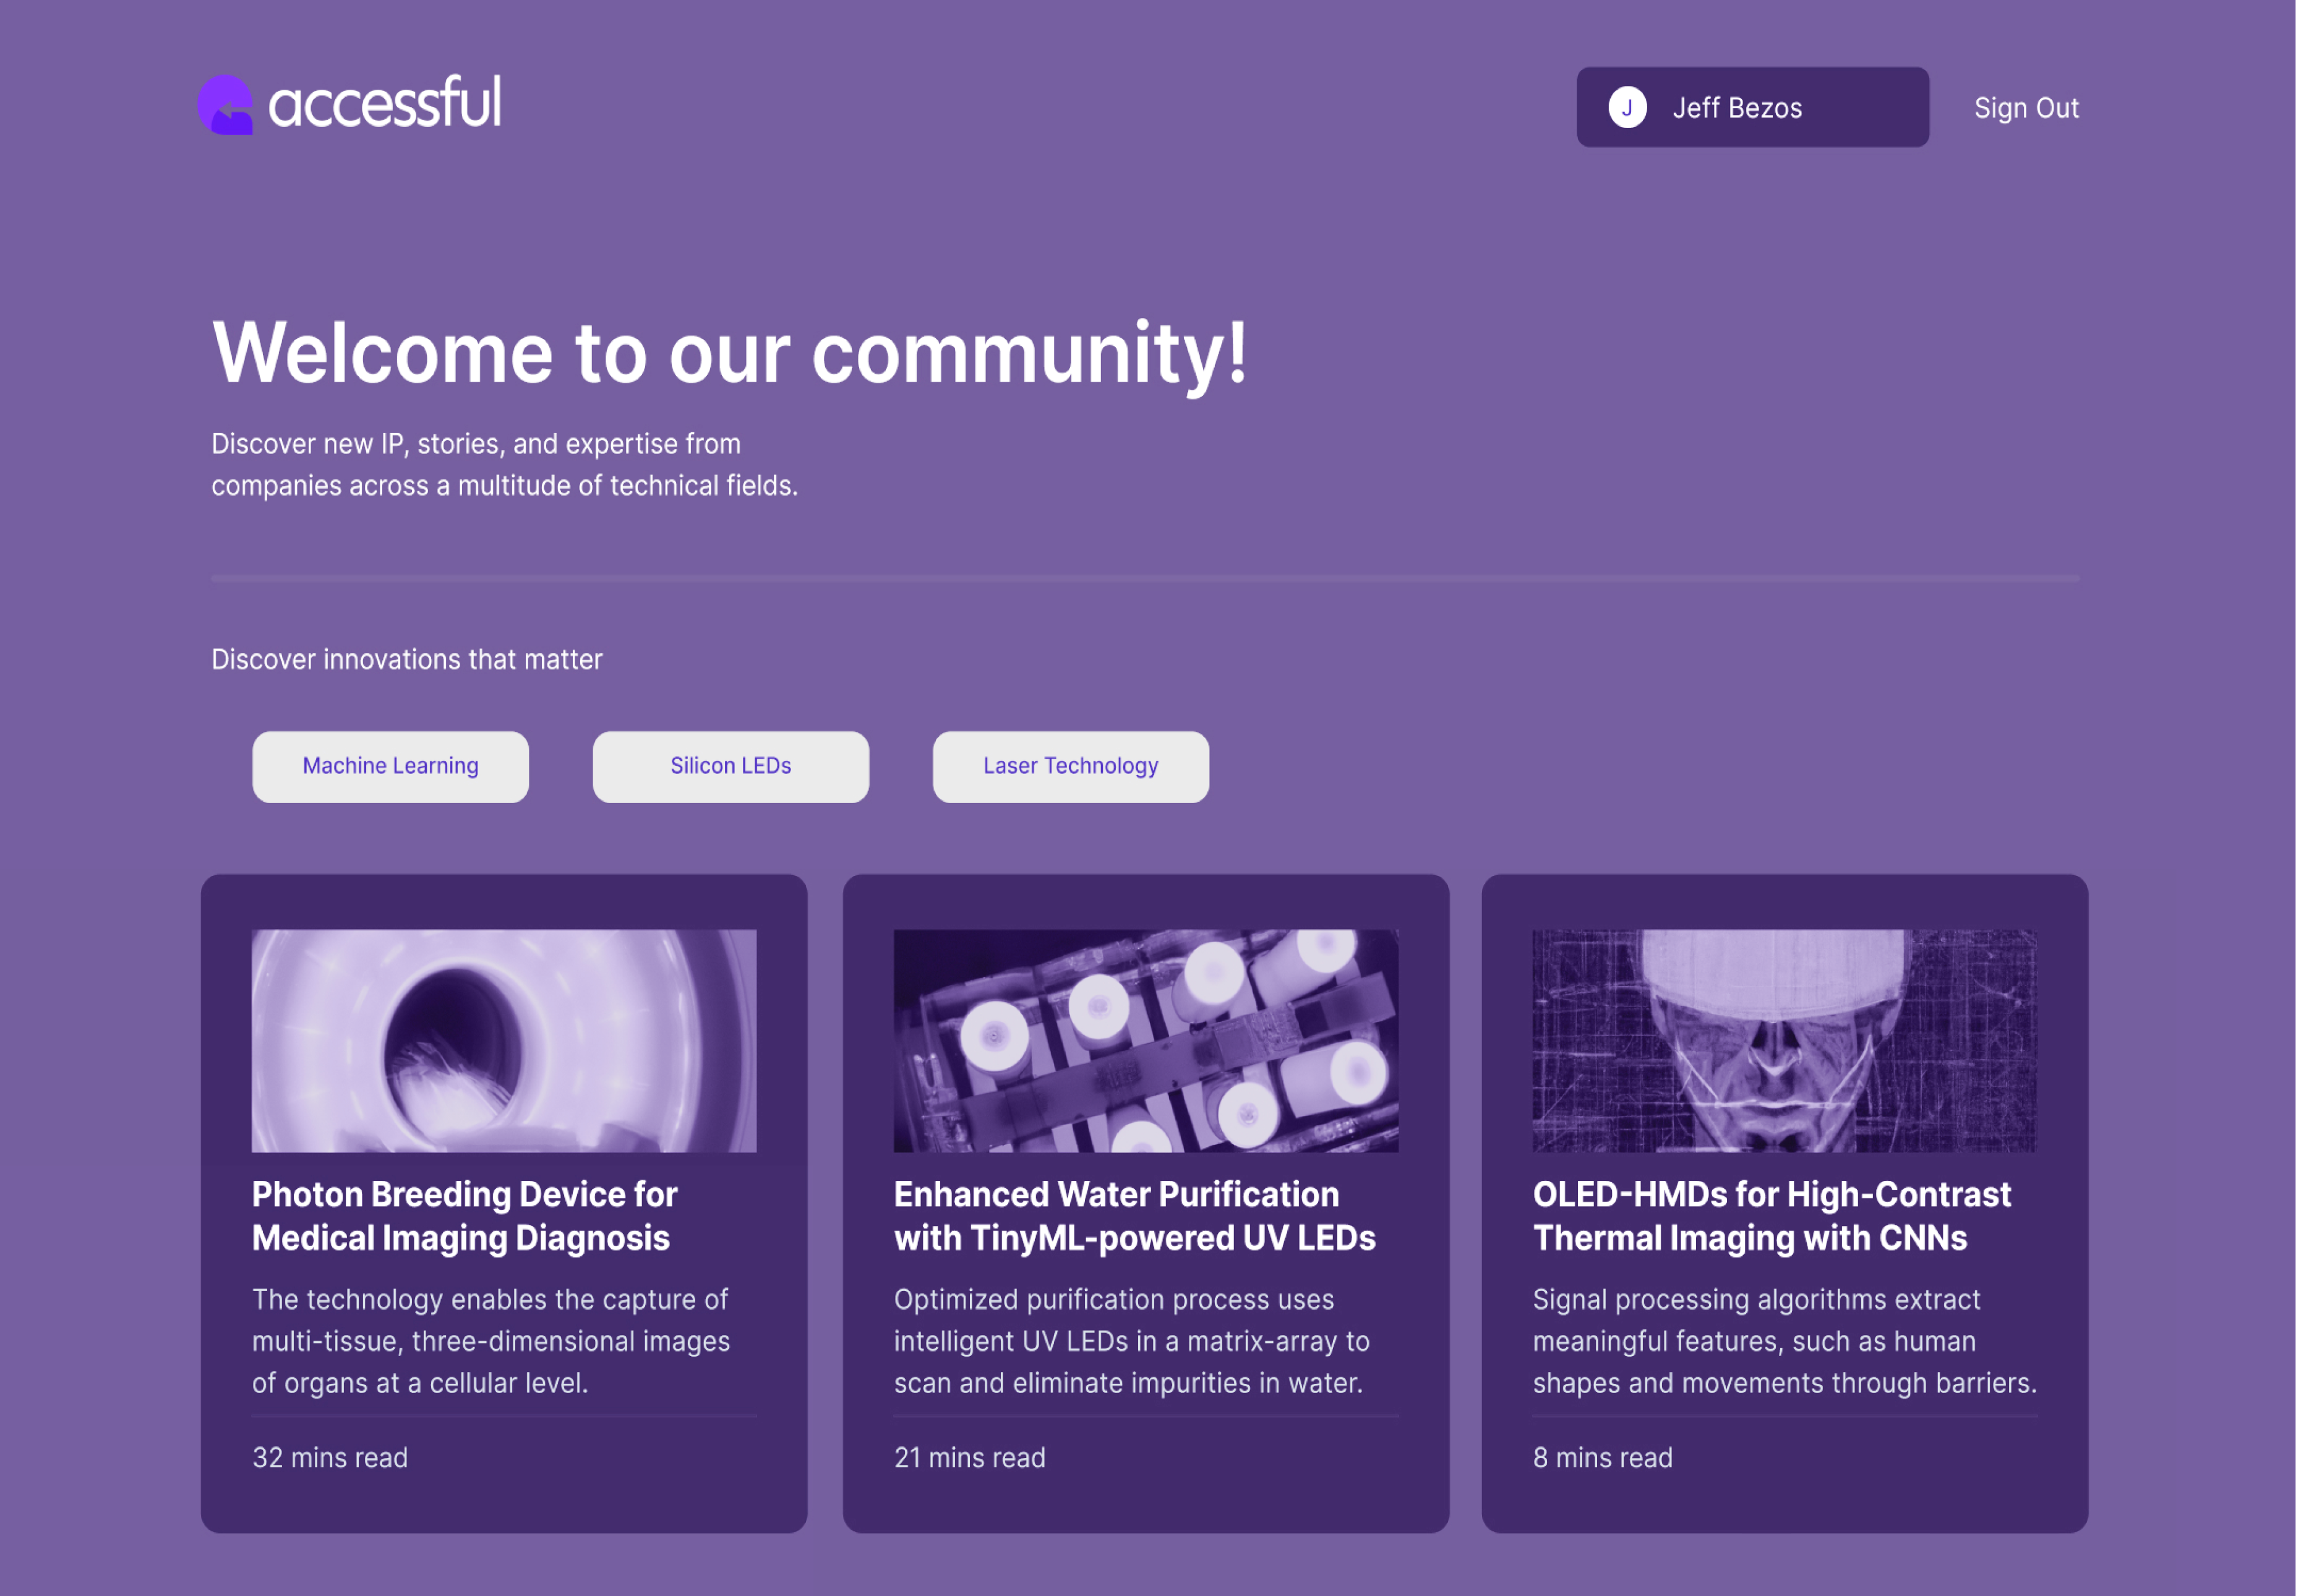 accessful
J
Jeff Bezos
Sign Out
Welcome to our community!
Discover new IP, stories, and expertise from
companies across a multitude of technical fields.
Discover innovations that matter
Machine Learning
Silicon LEDs
Laser Technology
Photon Breeding Device for
Medical Imaging Diagnosis
The technology enables the capture of
multi-tissue, three-dimensional images
of organs at a cellular level.
32 mins read
Enhanced Water Purification
with TinyML-powered UV LEDs
Optimized purification process uses
intelligent UV LEDs in a matrix-array to
scan and eliminate impurities in water.
21 mins read
OLED-HMDs for High-Contrast
Thermal Imaging with CNNs
Signal processing algorithms extract
meaningful features, such as human
shapes and movements through barriers.
8 mins read